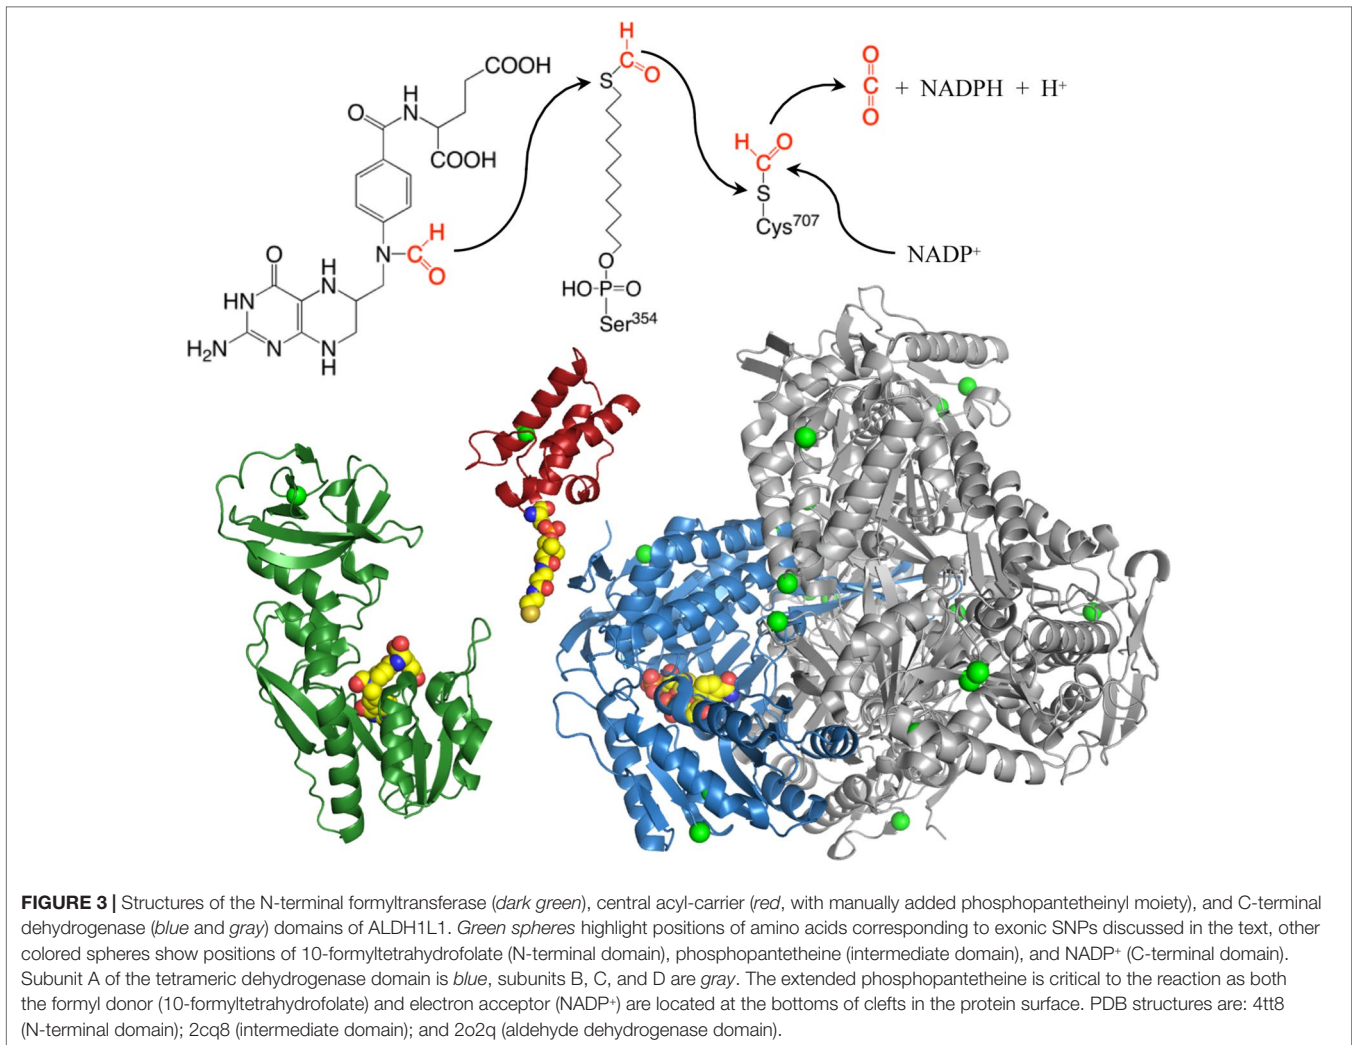 H
C
O
S
COOH
H
N
O
COOH
O
C
O
+ NADPH + H⁺
H
O
C
S
Cys⁷⁰⁷
NADP⁺
H
N
C
O
O
H
N
HN
H₂N
N
N
H
O
HO-P=O
Ser³⁵⁴
FIGURE 3 | Structures of the N-terminal formyltransferase (dark green), central acyl-carrier (red, with manually added phosphopantetheinyl moiety), and C-terminal
dehydrogenase (blue and gray) domains of ALDH1L1. Green spheres highlight positions of amino acids corresponding to exonic SNPs discussed in the text, other
colored spheres show positions of 10-formyltetrahydrofolate (N-terminal domain), phosphopantetheine (intermediate domain), and NADP⁺ (C-terminal domain).
Subunit A of the tetrameric dehydrogenase domain is blue, subunits B, C, and D are gray. The extended phosphopantetheine is critical to the reaction as both
the formyl donor (10-formyltetrahydrofolate) and electron acceptor (NADP⁺) are located at the bottoms of clefts in the protein surface. PDB structures are: 4tt8
(N-terminal domain); 2cq8 (intermediate domain); and 2o2q (aldehyde dehydrogenase domain).